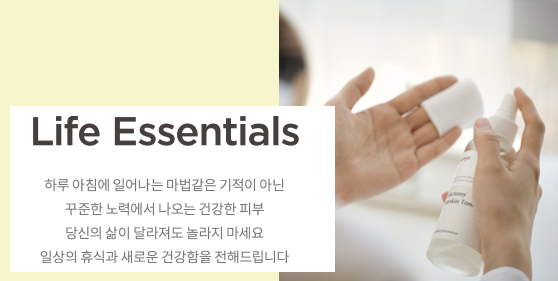 Life Essentials
하루 아침에 일어나는 마법같은 기적이 아닌
꾸준한 노력에서 나오는 건강한 피부
당신의 삶이 달라져도 놀라지 마세요
일상의 휴식과 새로운 건강함을 전해드립니다